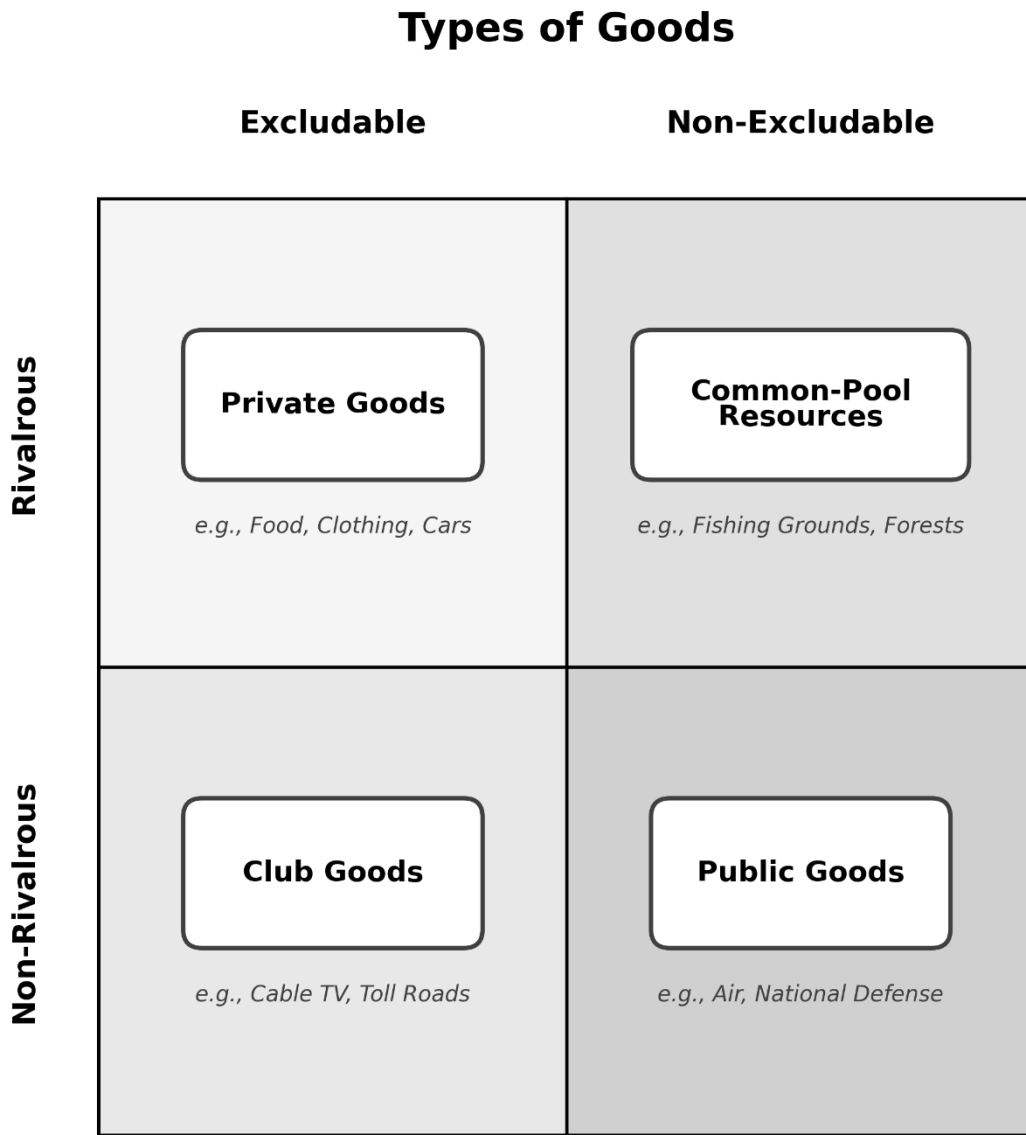 Types of Goods
Excludable
Non-Excludable
Rivalrous
Private Goods
e.g., Food, Clothing, Cars
Common-Pool
Resources
e.g., Fishing Grounds, Forests
Non-Rivalrous
Club Goods
e.g., Cable TV, Toll Roads
Public Goods
e.g., Air, National Defense